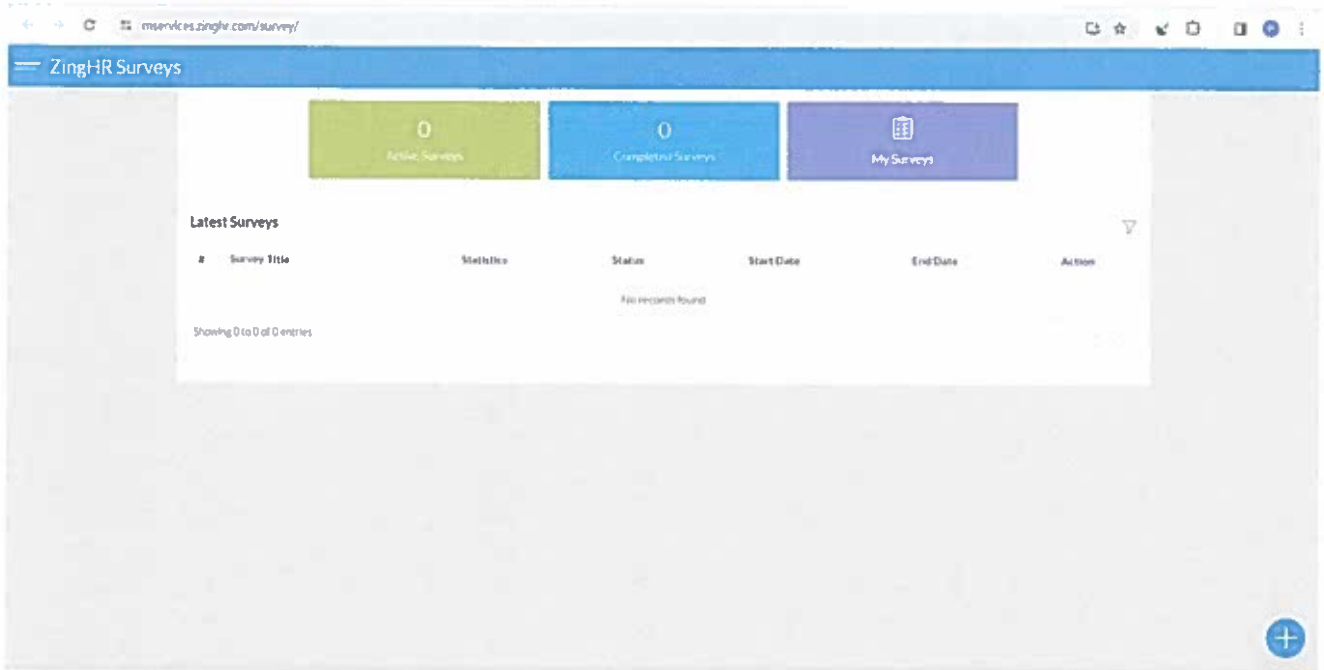 mservices.zinghr.com/survey/
ZingHR Surveys
0
Active Surveys
0
Completed Surveys
My Surveys
Latest Surveys
# Survey Title Statistics Status Start Date End Date Action
No records found
Showing 0 to 0 of 0 entries